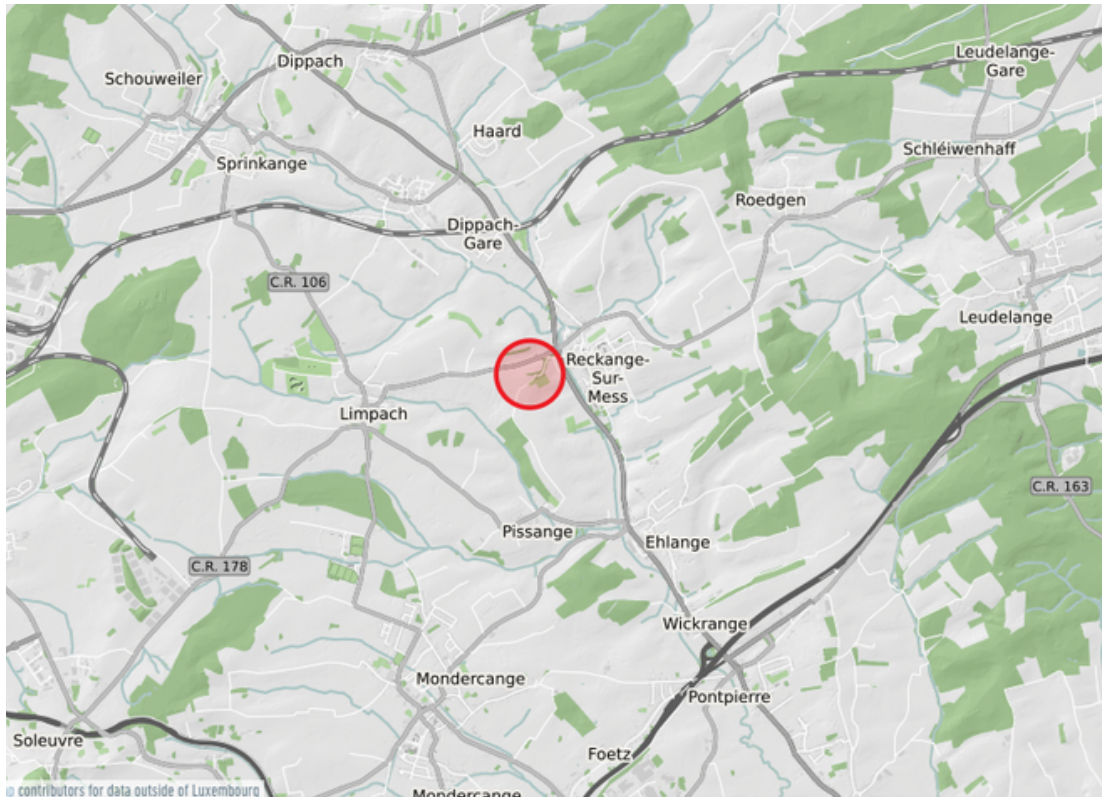 Dippach
Leudelange-
Gare
Schouweiler
Haard
Schléiwenhaff
Sprinkange
Roedgen
Dippach-
Gare
C.R. 106
Leudelange
Reckange-
Sur-
Mess
Limpach
C.R. 163
Pissange
Ehlange
C.R. 178
Wickrange
Mondercange
Pontpierre
Soleuvre
Foetz
contributors for data outside of Luxembourg
Mondercange